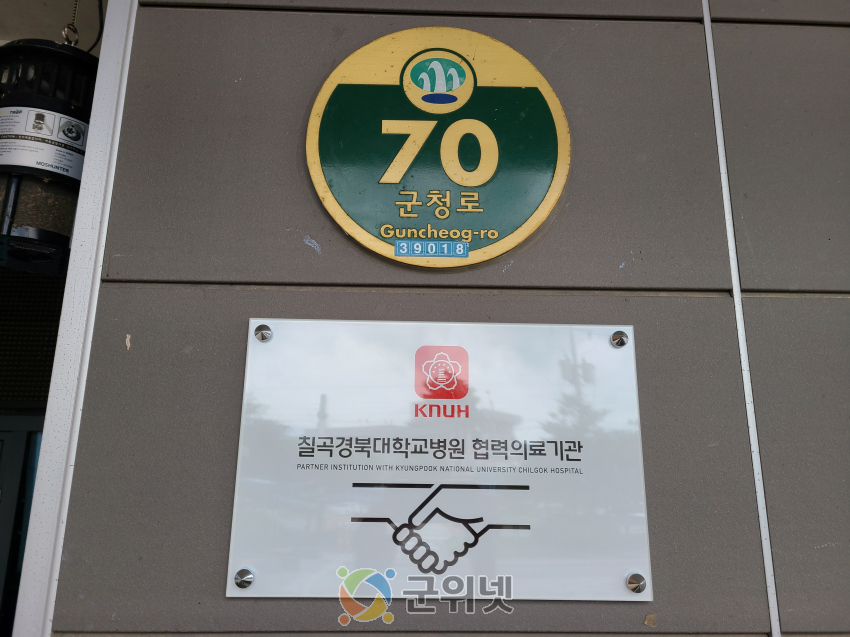 70
군청로
Guncheog-ro
39018
MOSHUNTER
KNUH
칠곡경북대학교병원 협력의료기관
PARTNER INSTITUTION WITH KYUNGPOOK NATIONAL UNIVERSITY CHILGOK HOSPITAL
군위넷